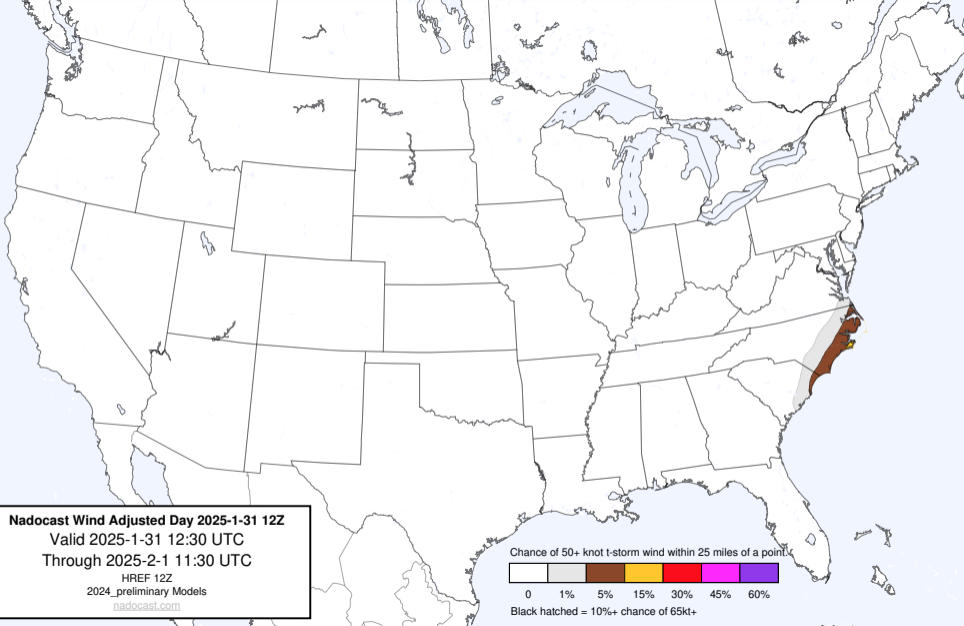 Nadocast Wind Adjusted Day 2025-1-31 12Z
Valid 2025-1-31 12:30 UTC
Through 2025-2-1 11:30 UTC
HREF 12Z
2024_preliminary Models
nadocast.com
Chance of 50+ knot t-storm wind within 25 miles of a point.
0 1% 5% 15% 30% 45% 60%
Black hatched = 10%+ chance of 65kt+